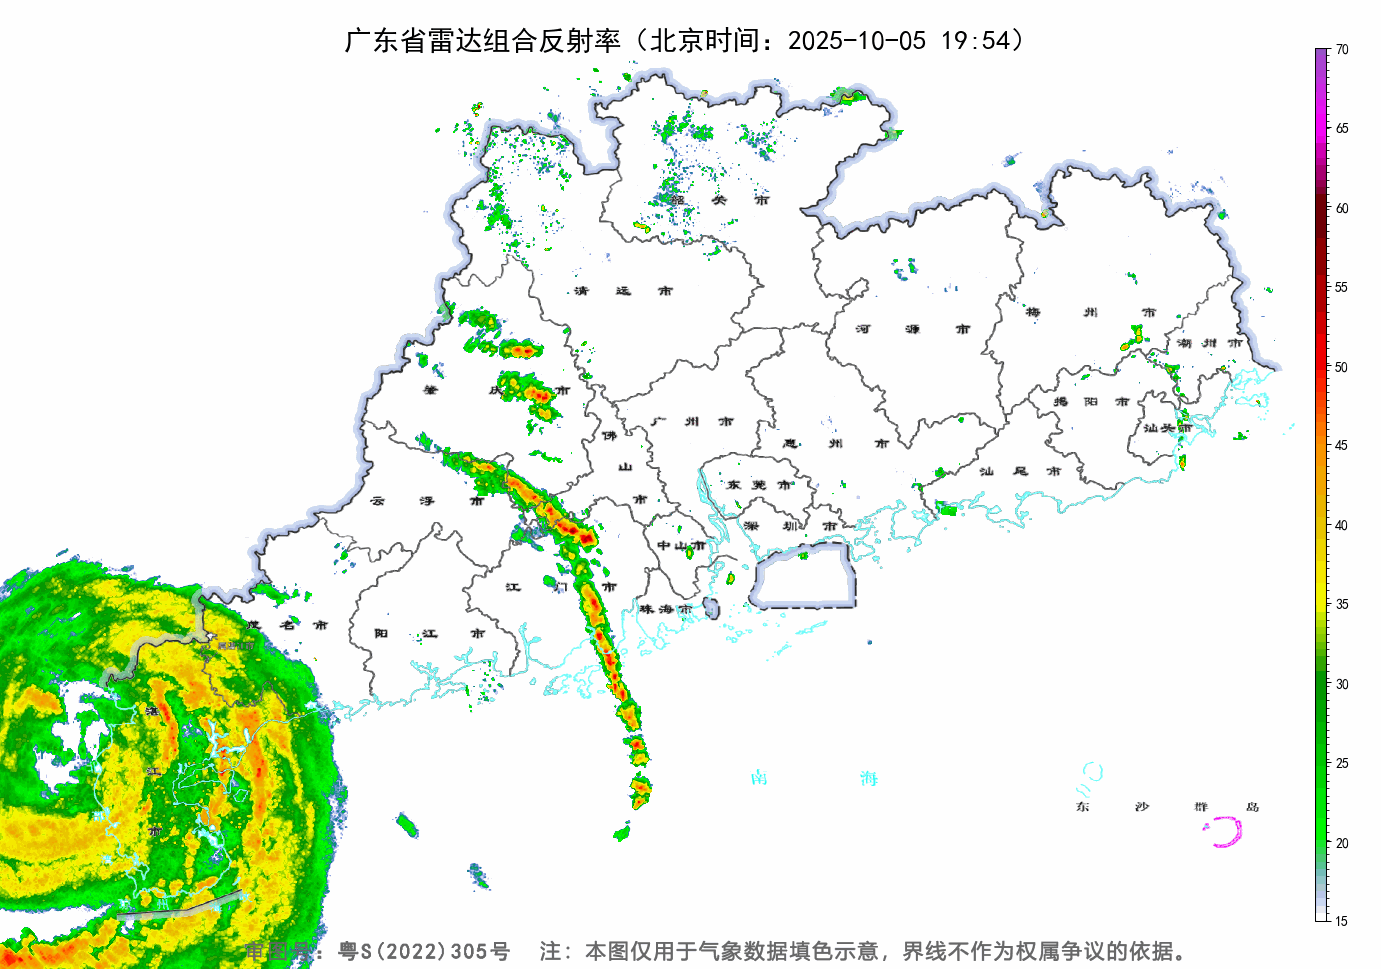 广东省雷达组合反射率（北京时间：2025-10-05 19:54）
70
65
60
55
50
45
40
35
30
25
20
15
韶关市
清远市
河源市
梅州市
潮州市
肇庆市
广州市
佛山市
惠州市
揭阳市
汕头市
汕尾市
东莞市
云浮市
深圳市
中山市
江门市
珠海市
茂名市
阳江市
湛江市
南海
东沙群岛
审图号：粤S(2022)305号 注：本图仅用于气象数据填色示意，界线不作为权属争议的依据。